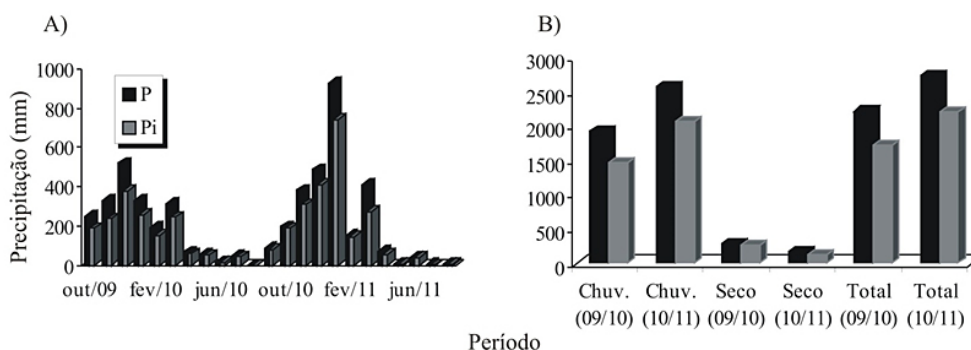 A)
Precipitação (mm)
1000
800
600
400
200
0
P
Pi
out/09 fev/10 jun/10 out/10 fev/11 jun/11
B)
3000
2500
2000
1500
1000
500
0
Chuv. Chuv. Seco Seco Total Total
(09/10) (10/11) (09/10) (10/11) (09/10) (10/11)
Período